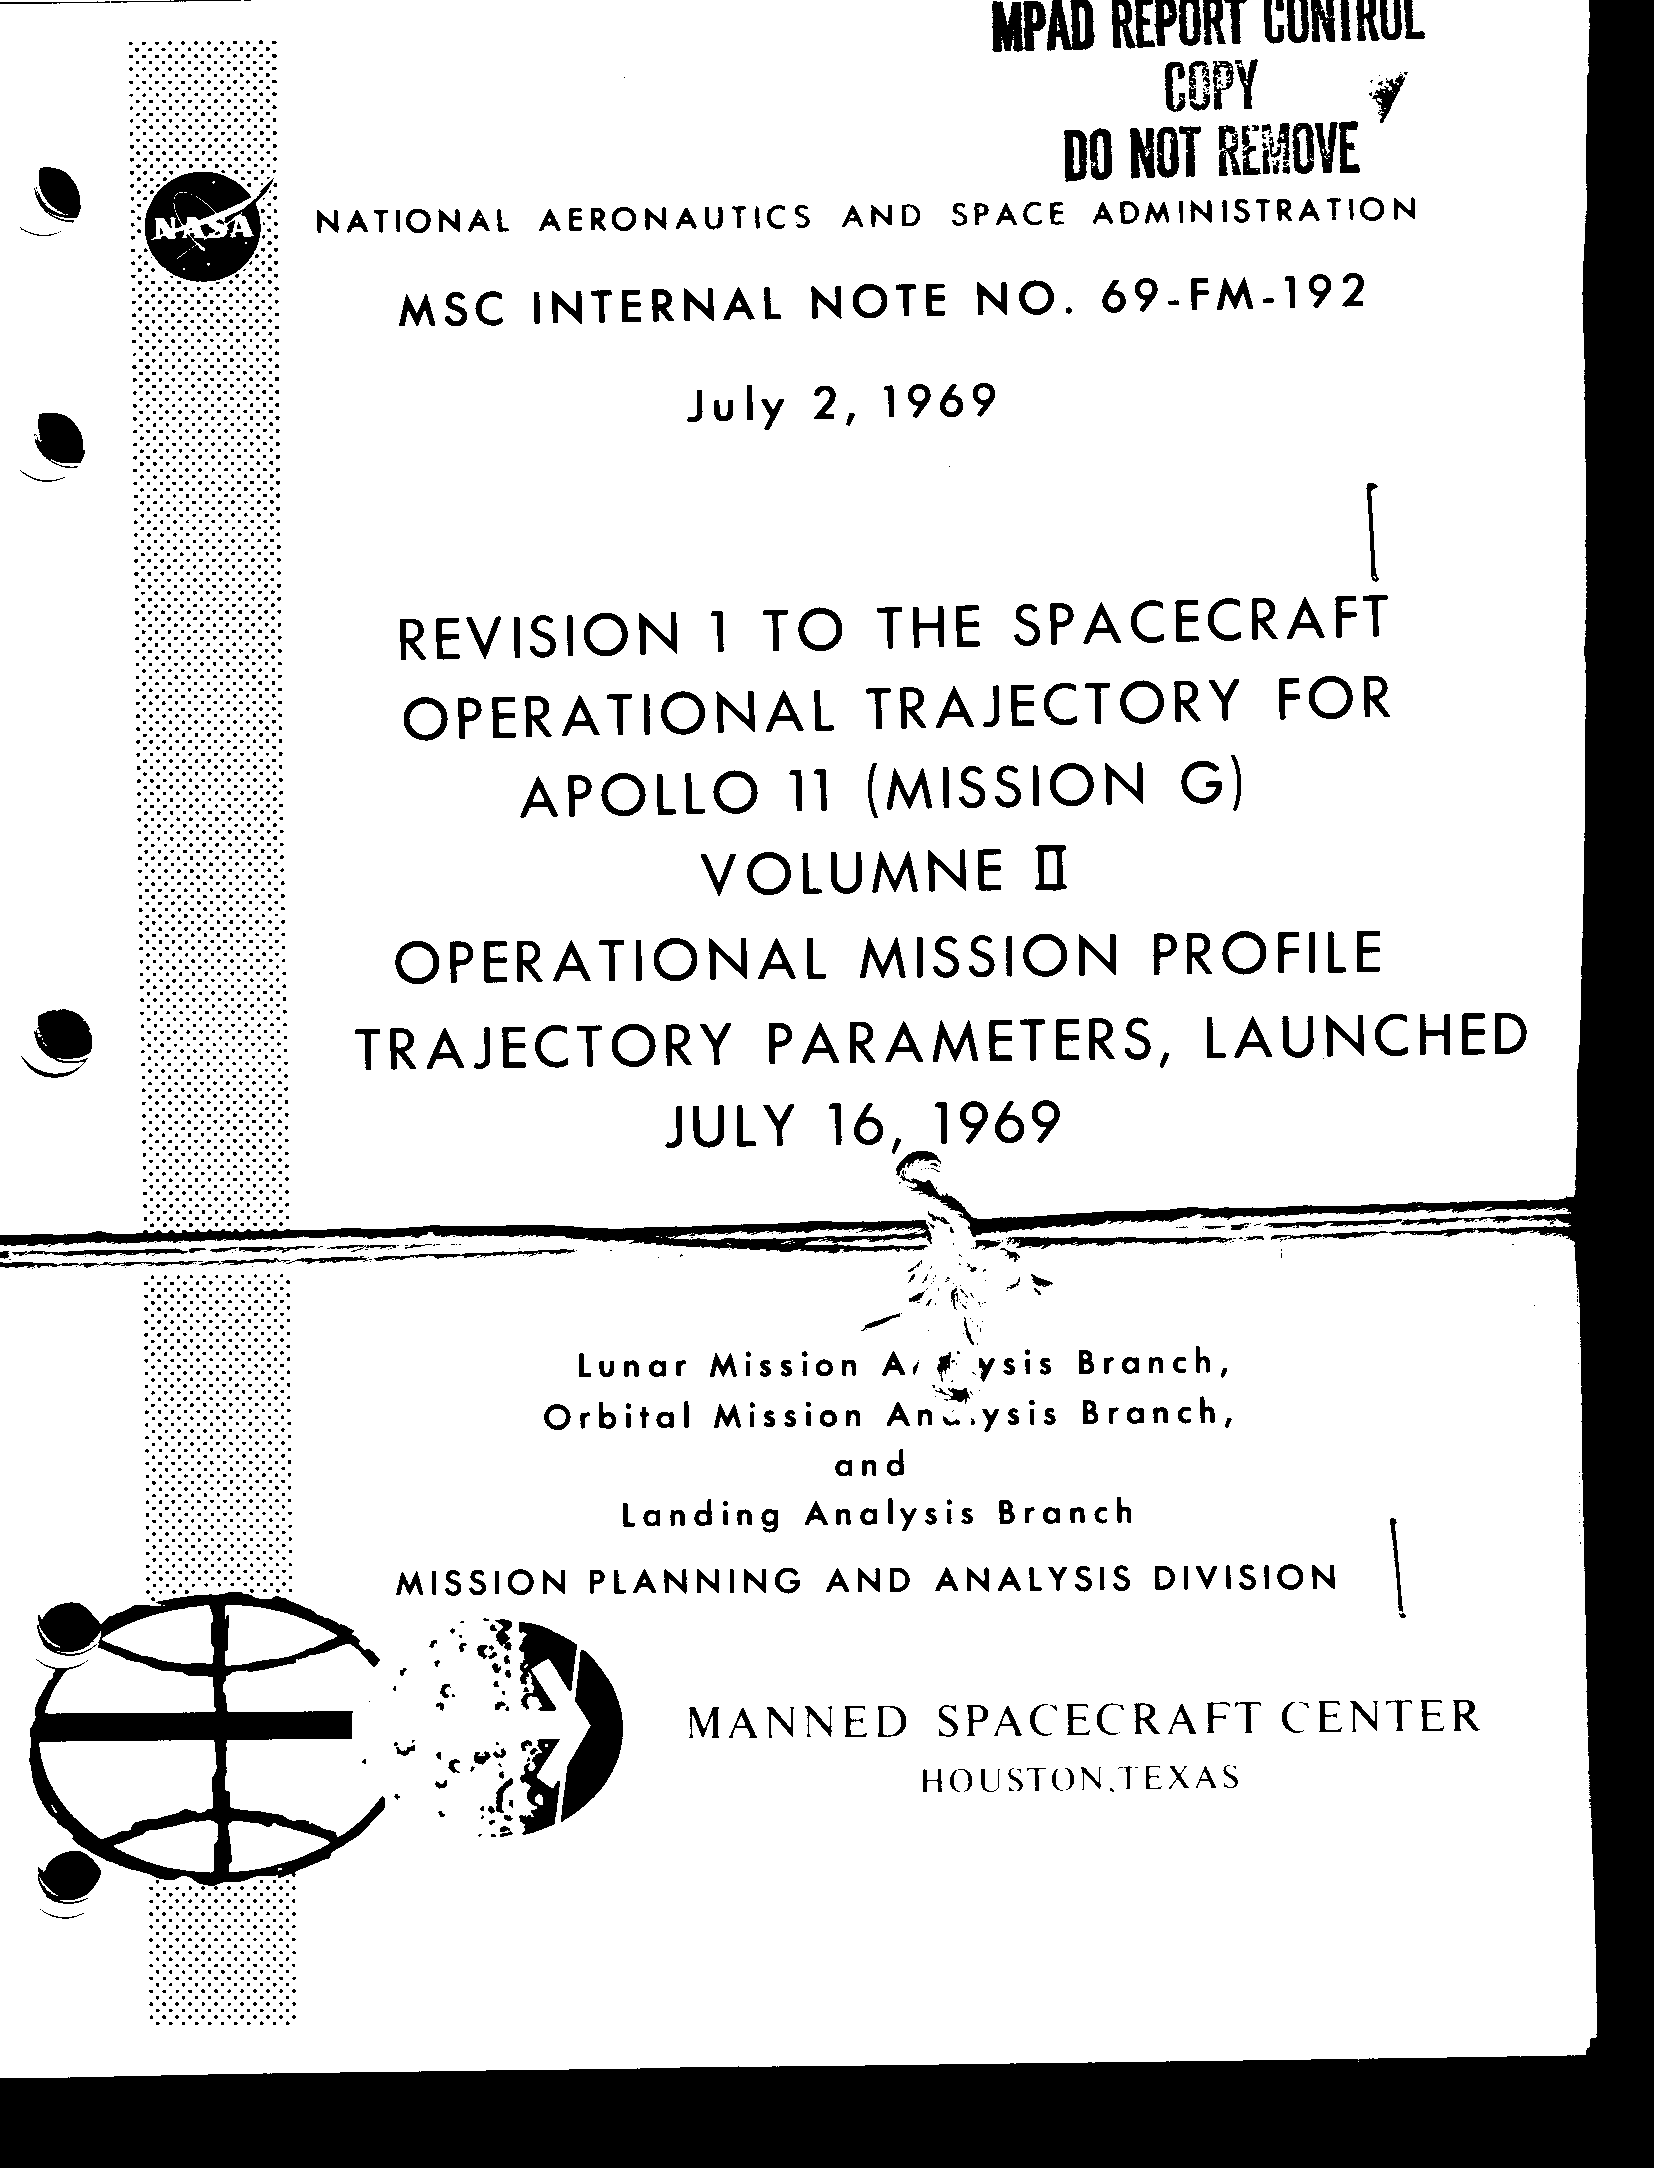 MPAD REPORT CONTROL
COPY
DO NOT REMOVE
NASA
NATIONAL AERONAUTICS AND SPACE ADMINISTRATION
MSC INTERNAL NOTE NO. 69-FM-192
July 2, 1969
REVISION 1 TO THE SPACECRAFT
OPERATIONAL TRAJECTORY FOR
APOLLO 11 (MISSION G)
VOLUMNE II
OPERATIONAL MISSION PROFILE
TRAJECTORY PARAMETERS, LAUNCHED
JULY 16, 1969
Lunar Mission Analysis Branch,
Orbital Mission Analysis Branch,
and
Landing Analysis Branch
MISSION PLANNING AND ANALYSIS DIVISION
MANNED SPACECRAFT CENTER
HOUSTON, TEXAS